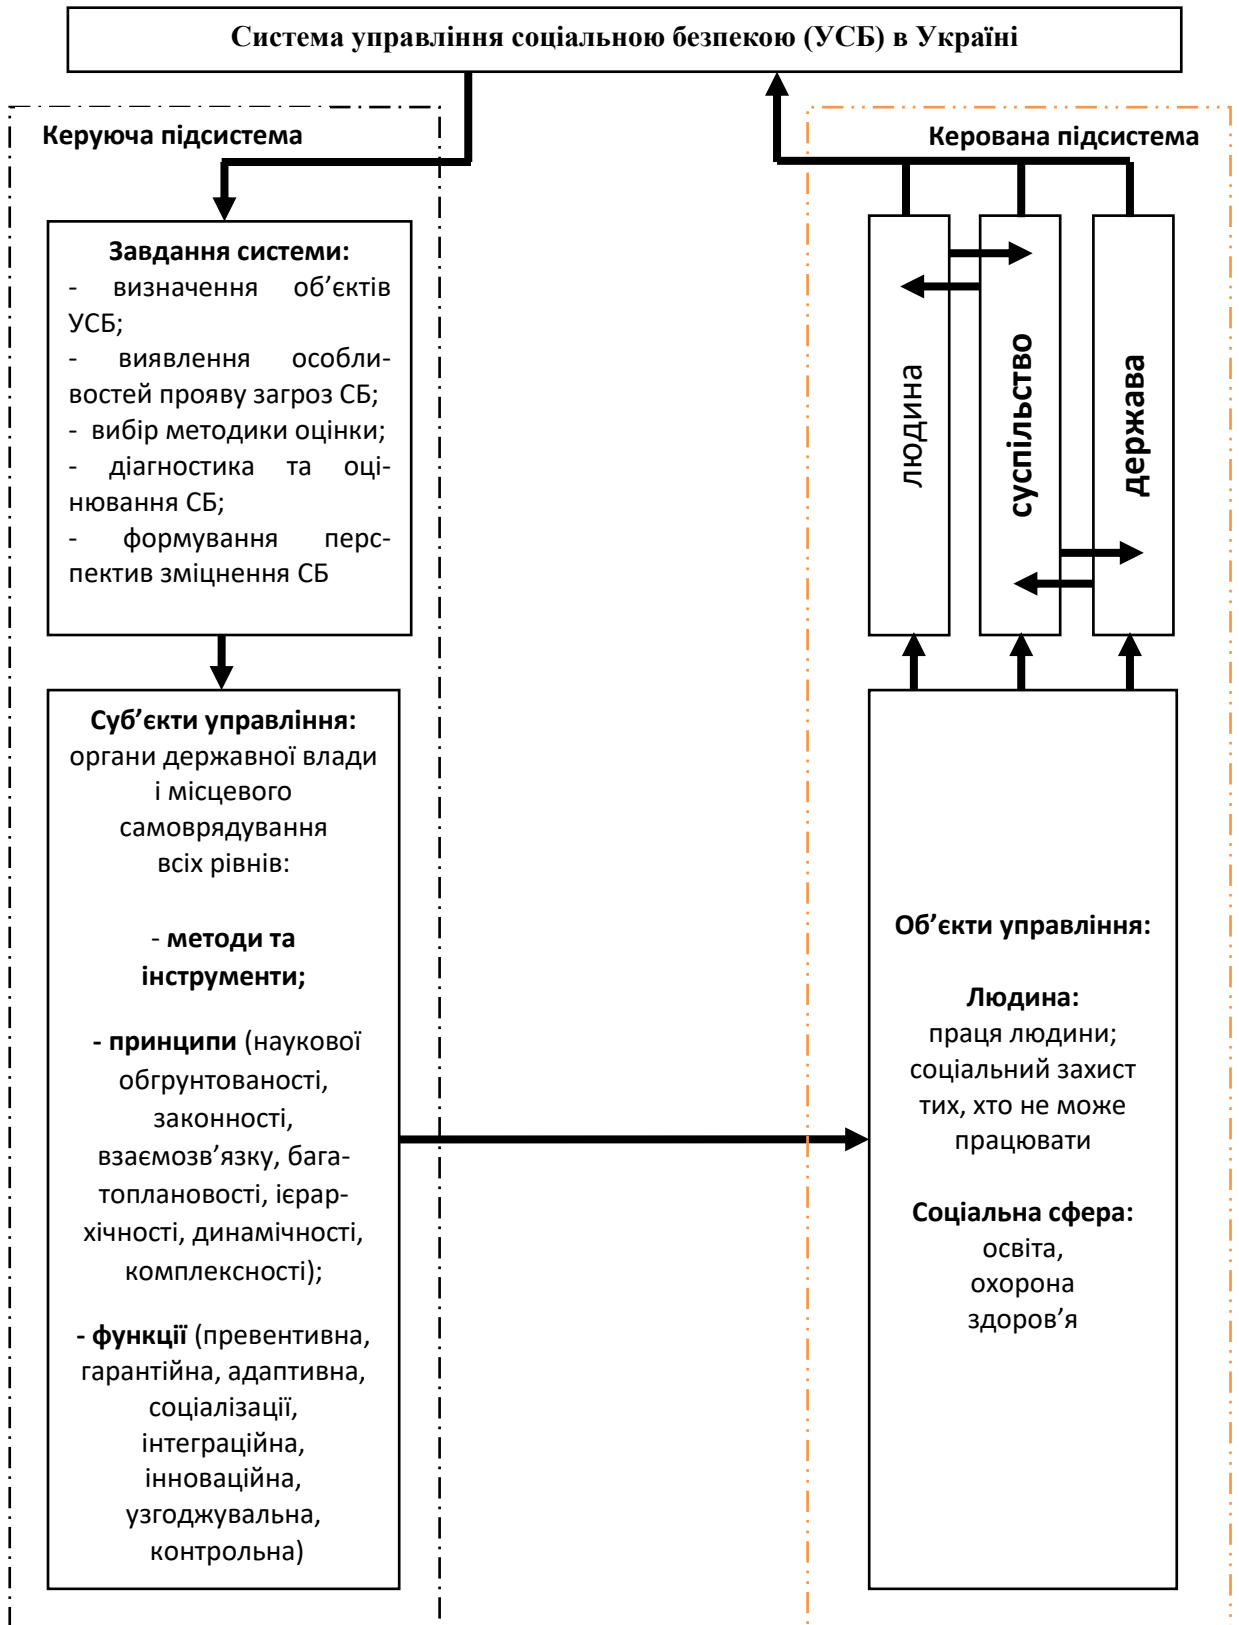 Система управління соціальною безпекою (УСБ) в Україні
Керуюча підсистема
Завдання системи:
- визначення об’єктів
УСБ;
- виявлення особли-
востей прояву загроз СБ;
- вибір методики оцінки;
- діагностика та оці-
нювання СБ;
- формування перс-
пектив зміцнення СБ
Суб’єкти управління:
органи державної влади
і місцевого
самоврядування
всіх рівнів:
- методи та
інструменти;
- принципи (наукової
обгрунтованості,
законності,
взаємозв’язку, бага-
топлановості, ієрар-
хічності, динамічності,
комплексності);
- функції (превентивна,
гарантійна, адаптивна,
соціалізації,
інтеграційна,
інноваційна,
узгоджувальна,
контрольна)
Керована підсистема
людина
суспільство
держава
Об’єкти управління:
Людина:
праця людини;
соціальний захист
тих, хто не може
працювати
Соціальна сфера:
освіта,
охорона
здоров’я